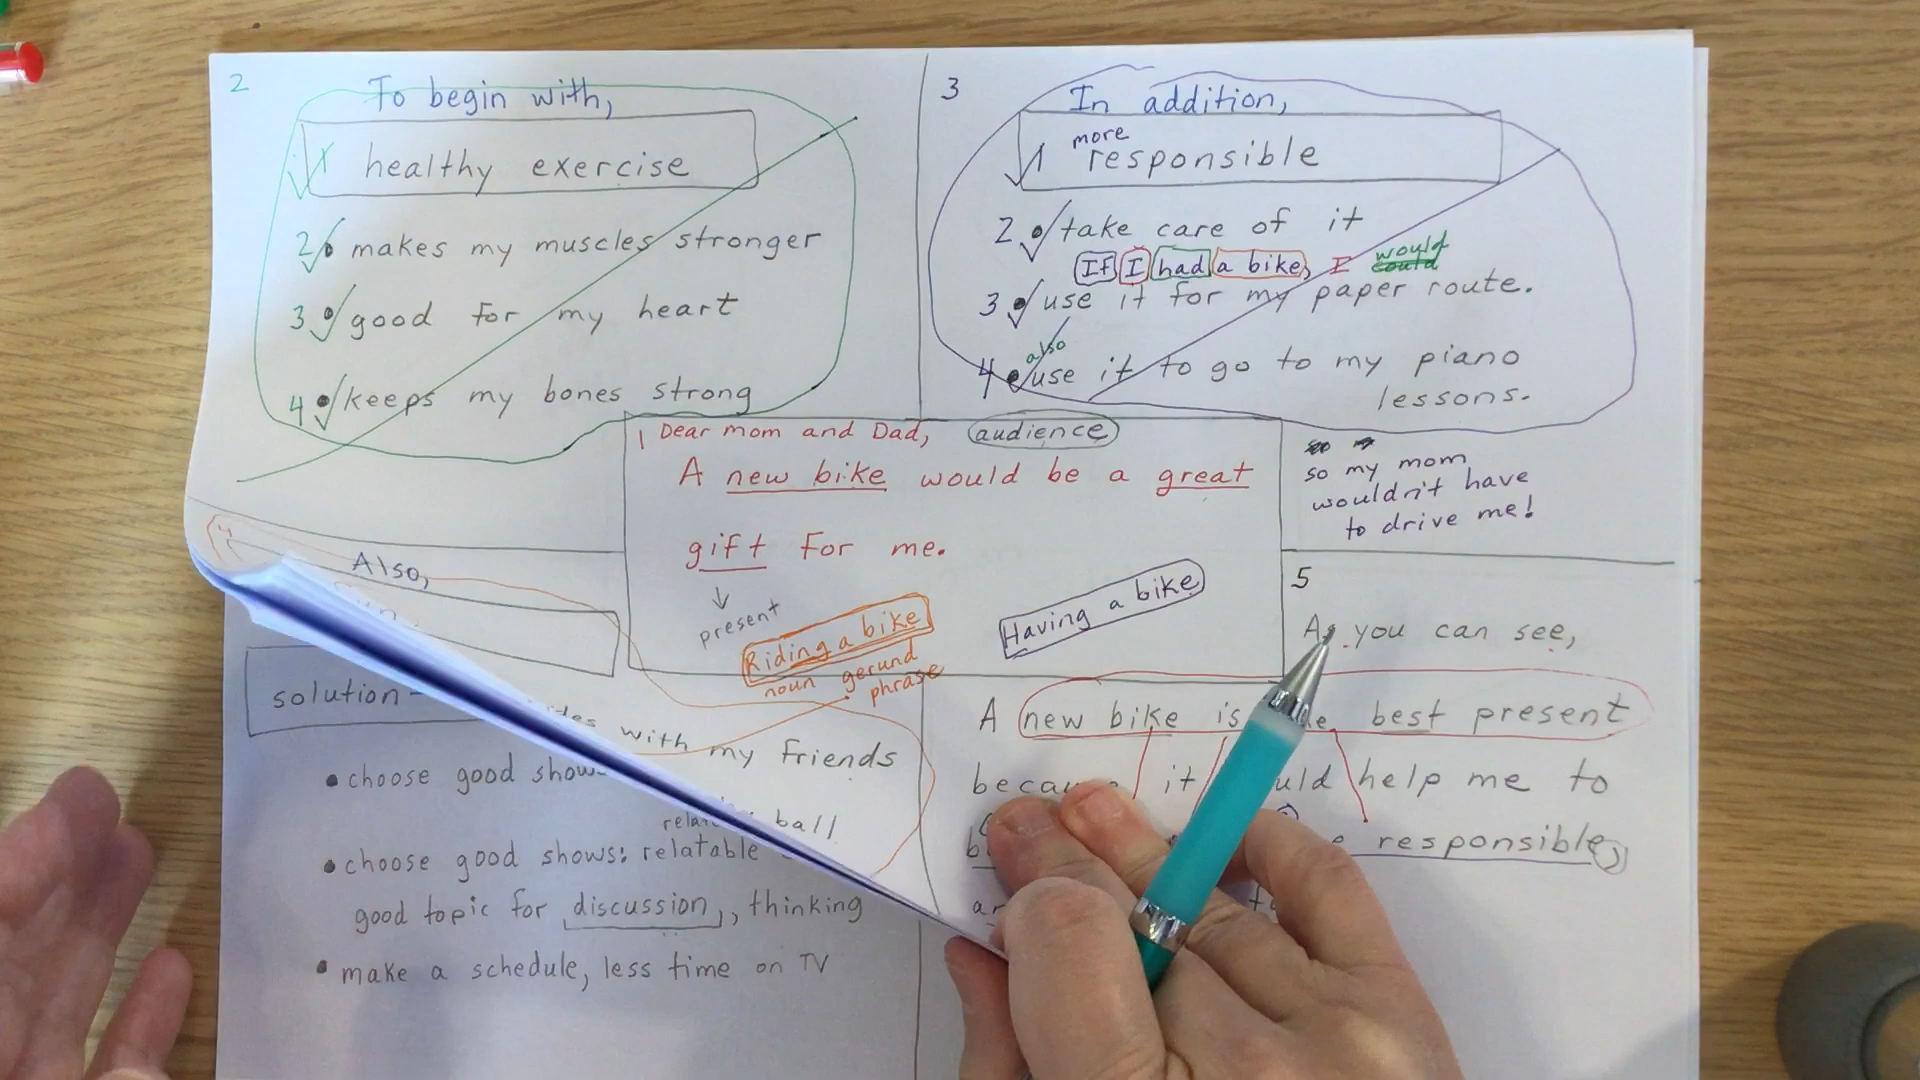 2
To begin with,
1 healthy exercise
2 makes my muscles stronger
3 good for my heart
4 keeps my bones strong
3
In addition,
more
1 responsible
2 take care of it
If I had a bike, I would
could
3 use it for my paper route.
also
4 use it to go to my piano
lessons.
so my mom
wouldn't have
to drive me!
1 Dear mom and Dad, audience
A new bike would be a great
gift for me.
↓
present
Riding a bike
noun gerund
phrase
Having a bike
4
Also,
with my friends
ball
solution-
• choose good show
• choose good shows: relatable
good topic for discussion, thinking
• make a schedule, less time on TV
5
As you can see,
A new bike is best present
because it help me to
responsible,